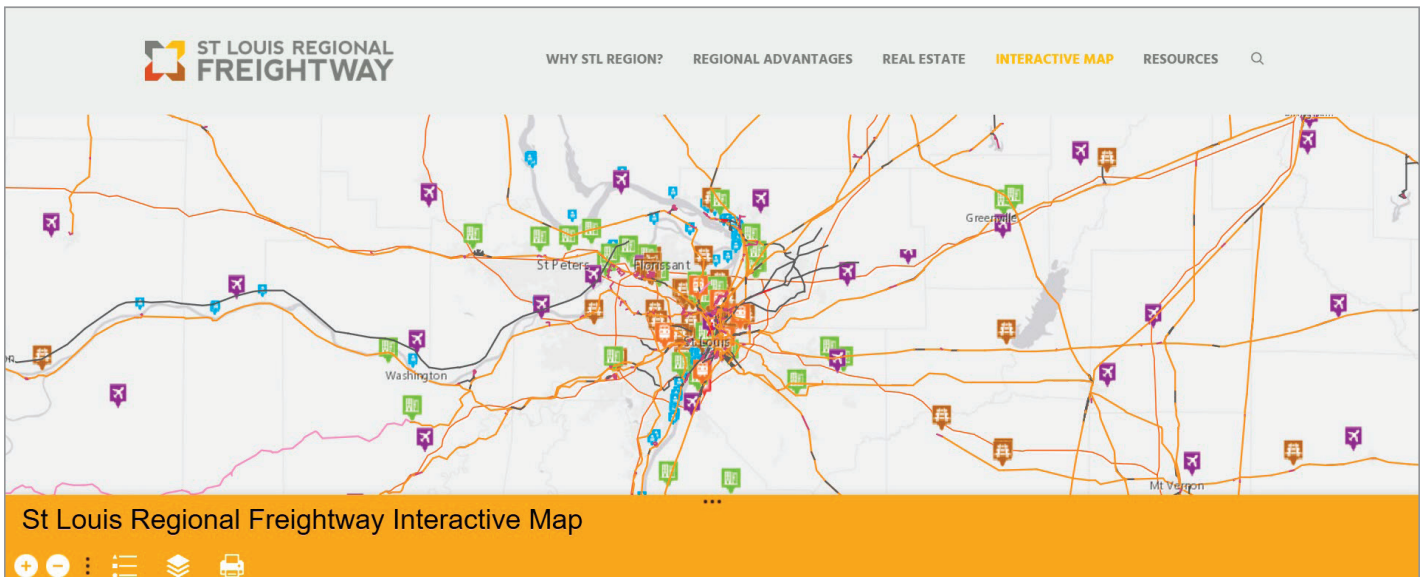 ST LOUIS REGIONAL
FREIGHTWAY
WHY STL REGION? REGIONAL ADVANTAGES REAL ESTATE INTERACTIVE MAP RESOURCES
Greenville
St Peters
Florissant
St Louis
Washington
Mt Vernon
St Louis Regional Freightway Interactive Map